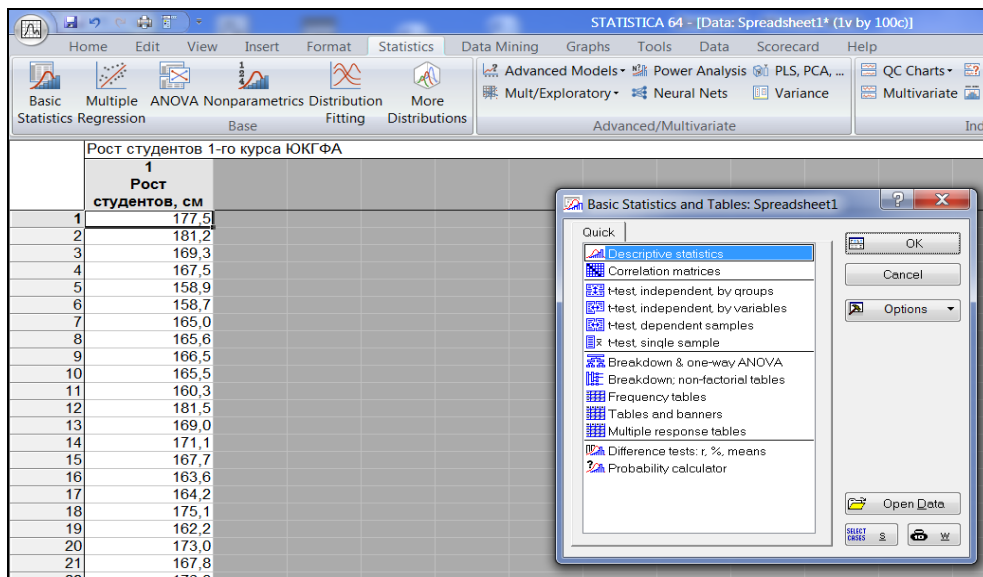 STATISTICA 64 - [Data: Spreadsheet1* (1v by 100c)]
Home Edit View Insert Format Statistics Data Mining Graphs Tools Data Scorecard Help
Basic Statistics
Multiple Regression
ANOVA
Nonparametrics
Distribution Fitting
More Distributions
Base
Advanced Models
Mult/Exploratory
Power Analysis
Neural Nets
PLS, PCA, ...
Variance
Advanced/Multivariate
QC Charts
Multivariate
Ind
Рост студентов 1-го курса ЮКГФА
1
Рост
студентов, см
1 177,5
2 181,2
3 169,3
4 167,5
5 158,9
6 158,7
7 165,0
8 165,6
9 166,5
10 165,5
11 160,3
12 181,5
13 169,0
14 171,1
15 167,7
16 163,6
17 164,2
18 175,1
19 162,2
20 173,0
21 167,8
Basic Statistics and Tables: Spreadsheet1
Quick
Descriptive statistics
Correlation matrices
t-test, independent, by groups
t-test, independent, by variables
t-test, dependent samples
t-test, single sample
Breakdown & one-way ANOVA
Breakdown; non-factorial tables
Frequency tables
Tables and banners
Multiple response tables
Difference tests: r, %, means
Probability calculator
OK
Cancel
Options
Open Data
SELECT CASES S
W